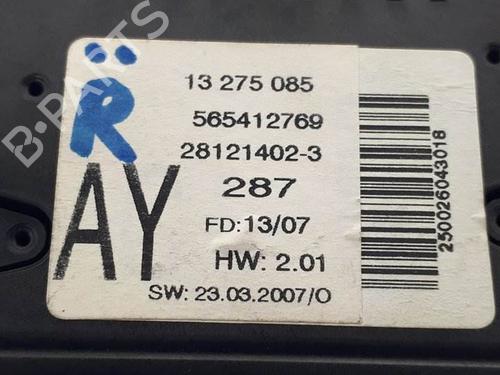 B-PARTS
R̈
AY
13 275 085
565412769
28121402-3
287
FD: 13/07
HW: 2.01
SW: 23.03.2007/O
250026043018